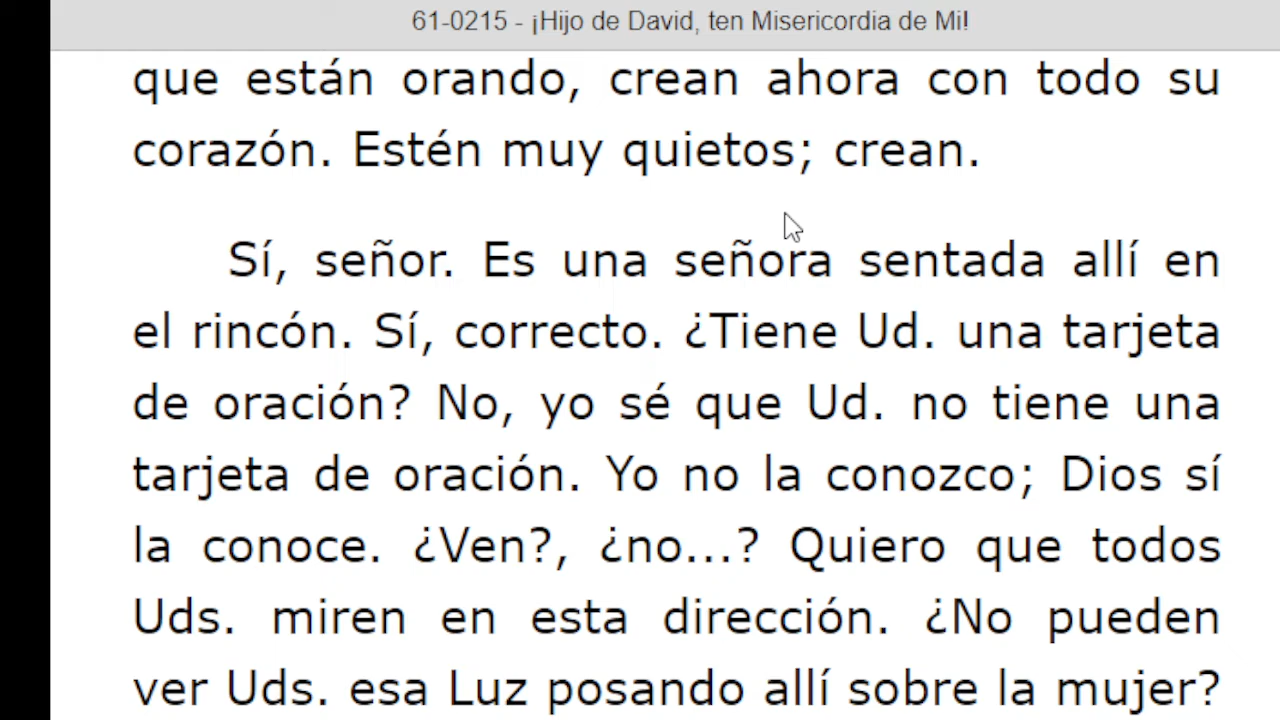 61-0215 - ¡Hijo de David, ten Misericordia de Mi!
que están orando, crean ahora con todo su
corazón. Estén muy quietos; crean.
Sí, señor. Es una señora sentada allí en
el rincón. Sí, correcto. ¿Tiene Ud. una tarjeta
de oración? No, yo sé que Ud. no tiene una
tarjeta de oración. Yo no la conozco; Dios sí
la conoce. ¿Ven?, ¿no...? Quiero que todos
Uds. miren en esta dirección. ¿No pueden
ver Uds. esa Luz posando allí sobre la mujer?